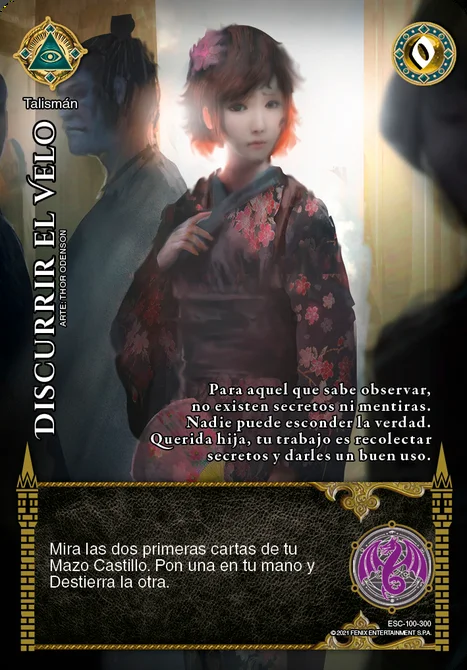 0
Talismán
DISCURRIR EL VELO
ARTE: THOR ODENSON
Para aquel que sabe observar,
no existen secretos ni mentiras.
Nadie puede esconder la verdad.
Querida hija, tu trabajo es recolectar
secretos y darles un buen uso.
Mira las dos primeras cartas de tu
Mazo Castillo. Pon una en tu mano y
Destierra la otra.
ESC-100-300
©2021 FENIX ENTERTAINMENT S.P.A.